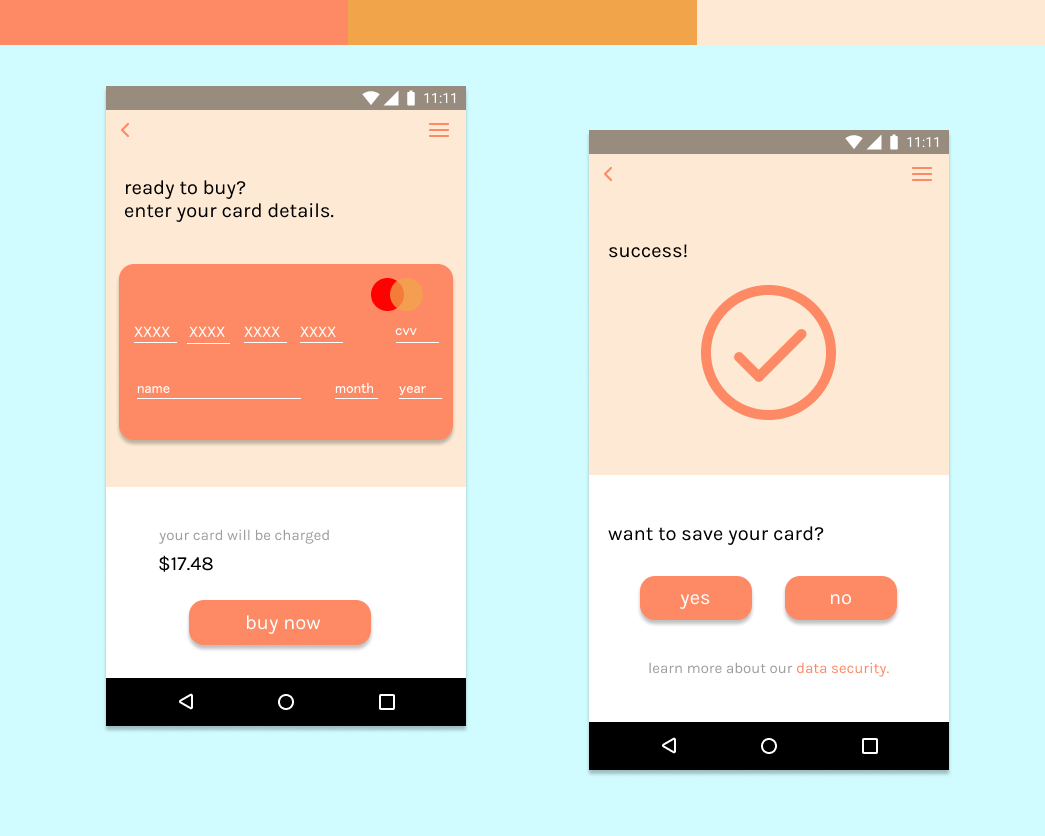 11:11
ready to buy?
enter your card details.
XXXX XXXX XXXX XXXX cvv
name month year
your card will be charged
$17.48
buy now
11:11
success!
want to save your card?
yes no
learn more about our data security.